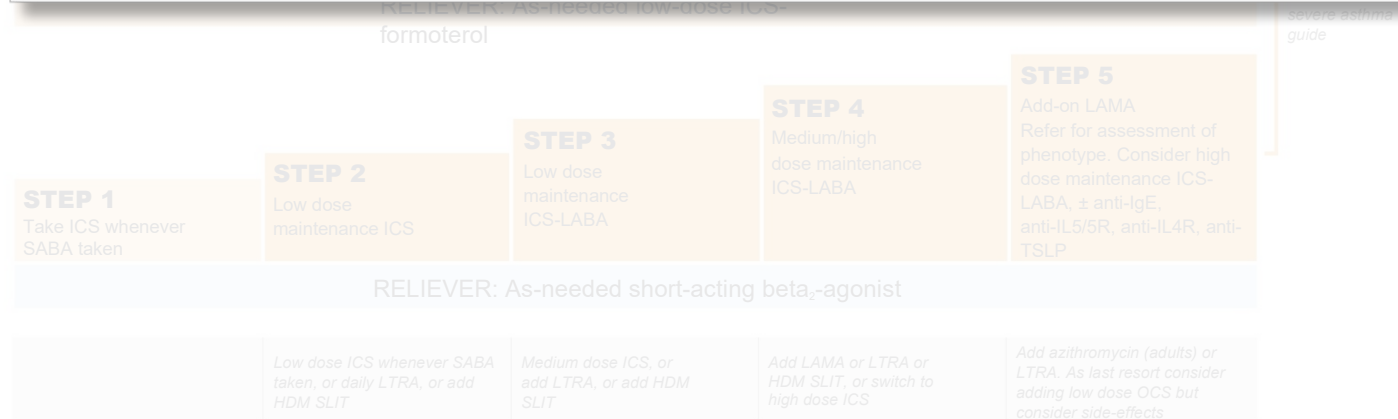 RELIEVER: As-needed low-dose ICS-
formoterol
severe asthma
guide
STEP 1
Take ICS whenever
SABA taken
STEP 2
Low dose
maintenance ICS
STEP 3
Low dose
maintenance
ICS-LABA
STEP 4
Medium/high
dose maintenance
ICS-LABA
STEP 5
Add-on LAMA
Refer for assessment of
phenotype. Consider high
dose maintenance ICS-
LABA, ± anti-IgE,
anti-IL5/5R, anti-IL4R, anti-
TSLP
RELIEVER: As-needed short-acting beta₂-agonist
Low dose ICS whenever SABA
taken, or daily LTRA, or add
HDM SLIT
Medium dose ICS, or
add LTRA, or add HDM
SLIT
Add LAMA or LTRA or
HDM SLIT, or switch to
high dose ICS
Add azithromycin (adults) or
LTRA. As last resort consider
adding low dose OCS but
consider side-effects